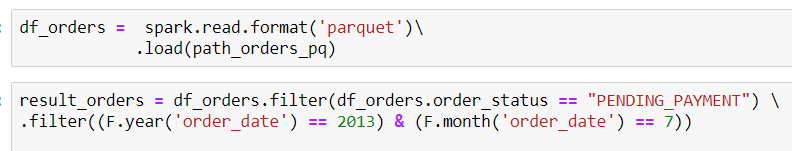 df_orders =  spark.read.format('parquet')\
.load(path_orders_pq)
result_orders = df_orders.filter(df_orders.order_status == "PENDING_PAYMENT") \
.filter((F.year('order_date') == 2013) & (F.month('order_date') == 7))